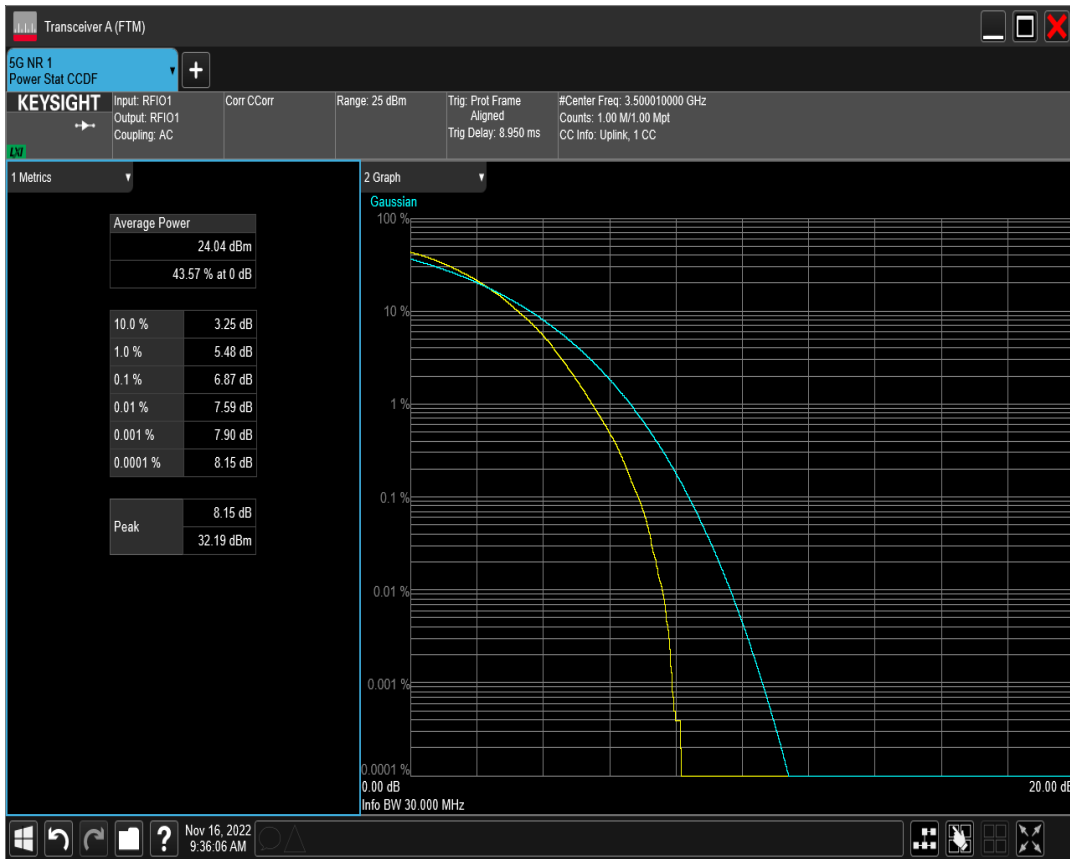 Transceiver A (FTM)
5G NR 1
Power Stat CCDF
+
KEYSIGHT
LXI
Input: RFIO1
Output: RFIO1
Coupling: AC
Corr CCorr
Range: 25 dBm
Trig: Prot Frame
Aligned
Trig Delay: 8.950 ms
#Center Freq: 3.500010000 GHz
Counts: 1.00 M/1.00 Mpt
CC Info: Uplink, 1 CC
1 Metrics
Average Power
24.04 dBm
43.57 % at 0 dB
10.0 % 3.25 dB
1.0 % 5.48 dB
0.1 % 6.87 dB
0.01 % 7.59 dB
0.001 % 7.90 dB
0.0001 % 8.15 dB
Peak
8.15 dB
32.19 dBm
2 Graph
Gaussian
100 %
10 %
1 %
0.1 %
0.01 %
0.001 %
0.0001 %
0.00 dB 20.00 dB
Info BW 30.000 MHz
?
Nov 16, 2022
9:36:06 AM